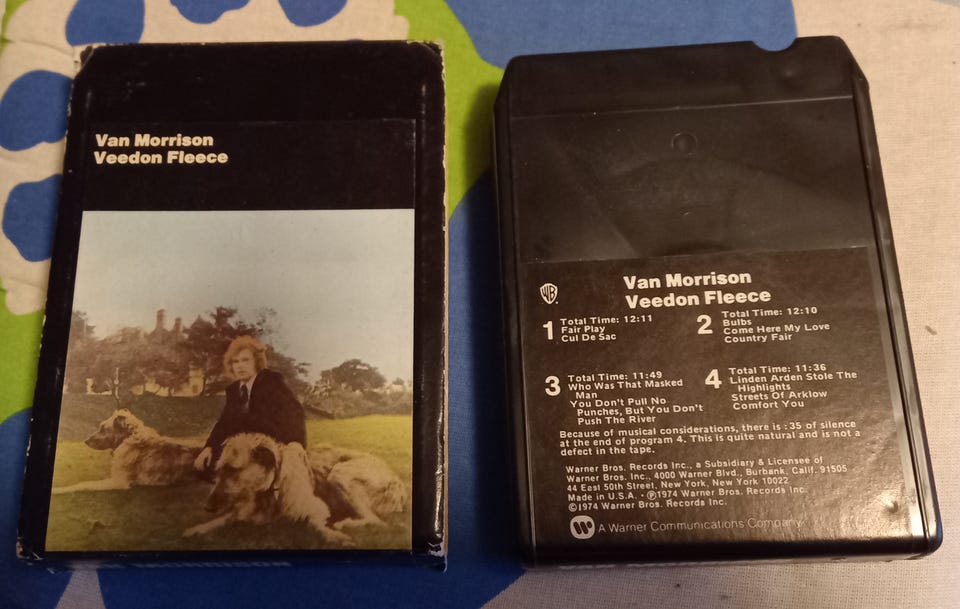 Van Morrison
Veedon Fleece
WB
Van Morrison
Veedon Fleece
1 Total Time: 12:11
Fair Play
Cul De Sac
2 Total Time: 12:10
Bulbs
Come Here My Love
Country Fair
3 Total Time: 11:49
Who Was That Masked
Man
You Don't Pull No
Punches, But You Don't
Push The River
4 Total Time: 11:36
Linden Arden Stole The
Highlights
Streets Of Arklow
Comfort You
Because of musical considerations, there is :35 of silence
at the end of program 4. This is quite natural and is not a
defect in the tape.
Warner Bros. Records Inc., a Subsidiary & Licensee of
Warner Bros. Inc., 4000 Warner Blvd., Burbank, Calif. 91505
44 East 50th Street, New York, New York 10022
Made in U.S.A. · ℗1974 Warner Bros. Records Inc.
©1974 Warner Bros. Records Inc.
A Warner Communications Company